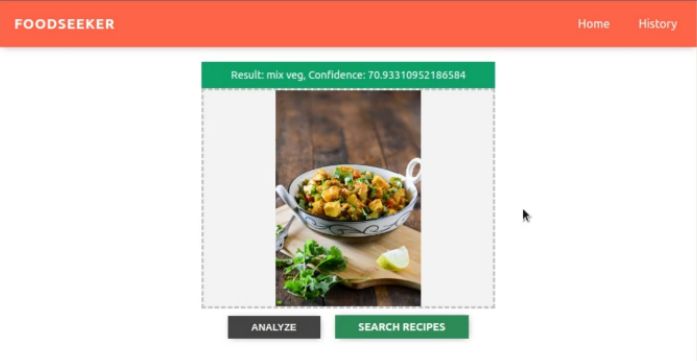 FOODSEEKER Home History
Result: mix veg, Confidence: 70.93310952186584
ANALYZE SEARCH RECIPES